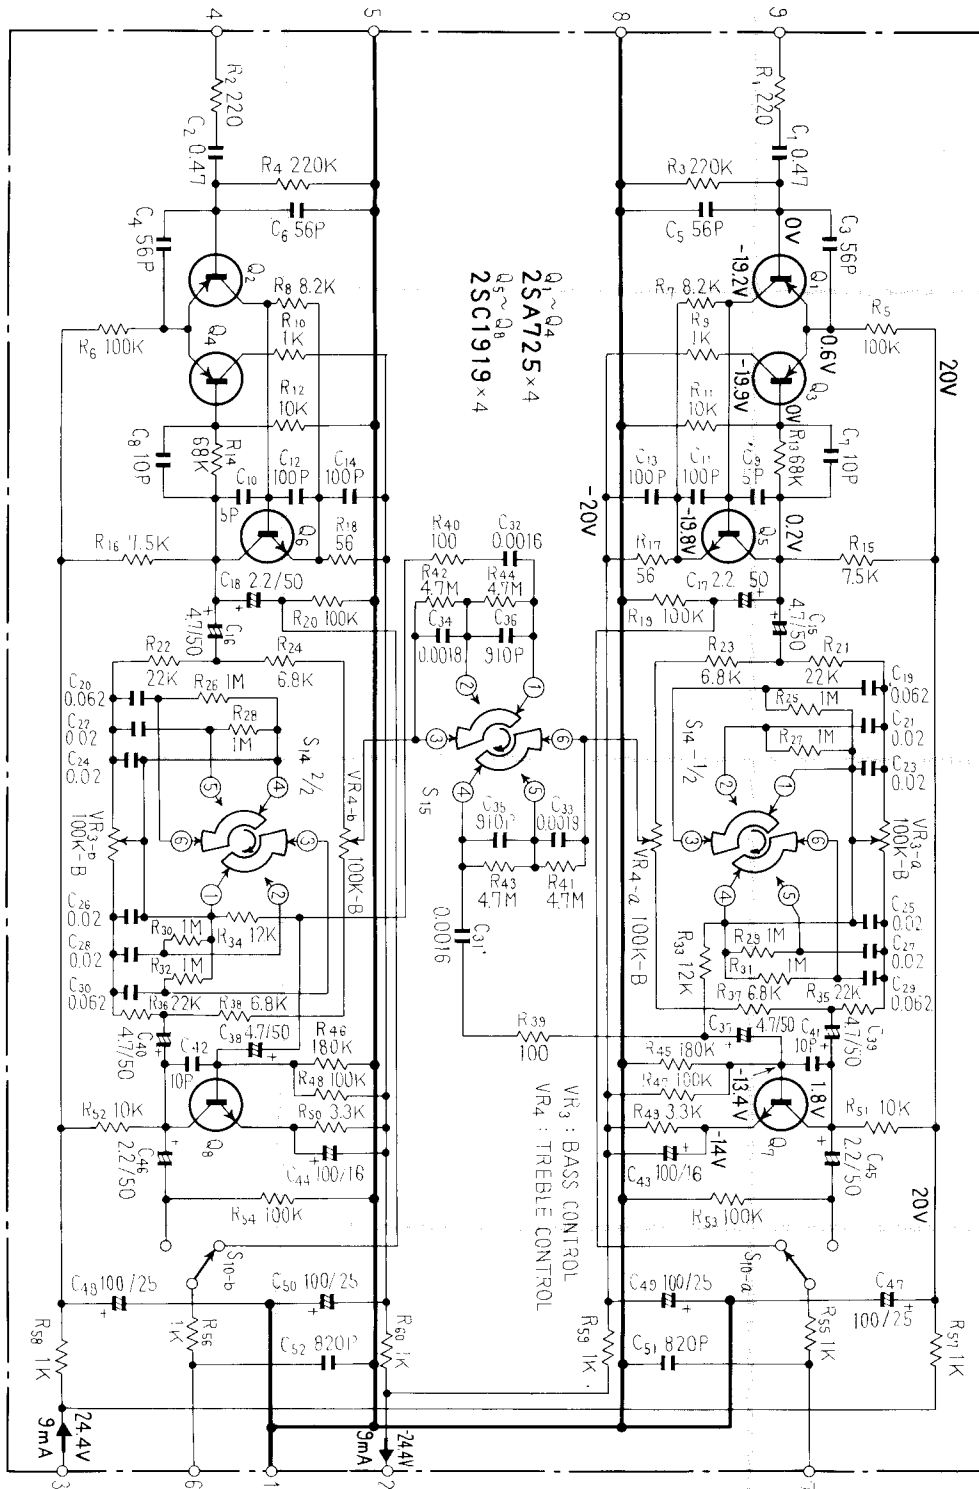 4
5
8
9
R2 220
C2 0.47
R4 220K
C6 56P
C4 56P
Q2
R8 8.2K
R6 100K
Q4
R10 1K
R12 10K
C8 10P
R14 68K
C10 5P
C12 100P
C14 100P
Q6
R18 56
R16 7.5K
C18 2.2/50
R20 100K
C16 4.7/50
R1 220
C1 0.47
R3 220K
C5 56P
C3 56P
0V
-19.2V
Q1
R7 8.2K
R5 100K
0.6V
20V
R9 1K
-19.9V
Q3
0V
R11 10K
R13 68K
C7 10P
C13 100P
C11 100P
C9 5P
0.2V
-20V
-19.8V
Q5
R17 56
R15 7.5K
C17 2.2 50
R19 100K
C15 4.7/50
Q1~Q4
2SA725×4
Q5~Q8
2SC1919×4
R40 100
C32 0.0016
R42 4.7M
R44 4.7M
C34 0.0018
C36 910P
2
1
3
6
4
5
S15
C35 910P
C33 0.0018
R43 4.7M
R41 4.7M
C31 0.0016
R39 100
R22 22K
R24 6.8K
C20 0.062
R26 1M
C22 0.02
R28 1M
C24 0.02
S14 2/2
5
4
6
3
1
2
VR3-b 100K-B
VR4-b 100K-B
C26 0.02
R30 1M
R34 12K
C28 0.02
R32 1M
C30 0.062
R36 22K
R38 6.8K
C40 4.7/50
C38 4.7/50
R46 180K
C42 10P
R48 100K
R52 10K
Q8
R50 3.3K
C46 2.2/50
C44 100/16
R54 100K
R23 6.8K
R21 22K
C19 0.062
R25 1M
C21 0.02
R27 1M
C23 0.02
S14 -1/2
2
1
3
6
4
5
VR3-a 100K-B
VR4-a 100K-B
C25 0.02
R33 12K
R29 1M
C27 0.02
R31 1M
C29 0.062
R37 6.8K
R35 22K
C37 4.7/50
C41 10P
C39 4.7/50
R45 180K
R47 100K
-13.4V
1.8V
R49 3.3K
R51 10K
-14V
Q7
C43 100/16
C45 2.2/50
R53 100K
20V
VR3 : BASS CONTROL
VR4 : TREBLE CONTROL
S10-b
C48 100/25
C50 100/25
R58 1K
R56 1K
C52 820P
R60 1K
S10-a
C49 100/25
C47 100/25
R59 1K
C51 820P
R55 1K
R57 1K
24.4V
9mA
-24.4V
9mA
3
6
1
2
7